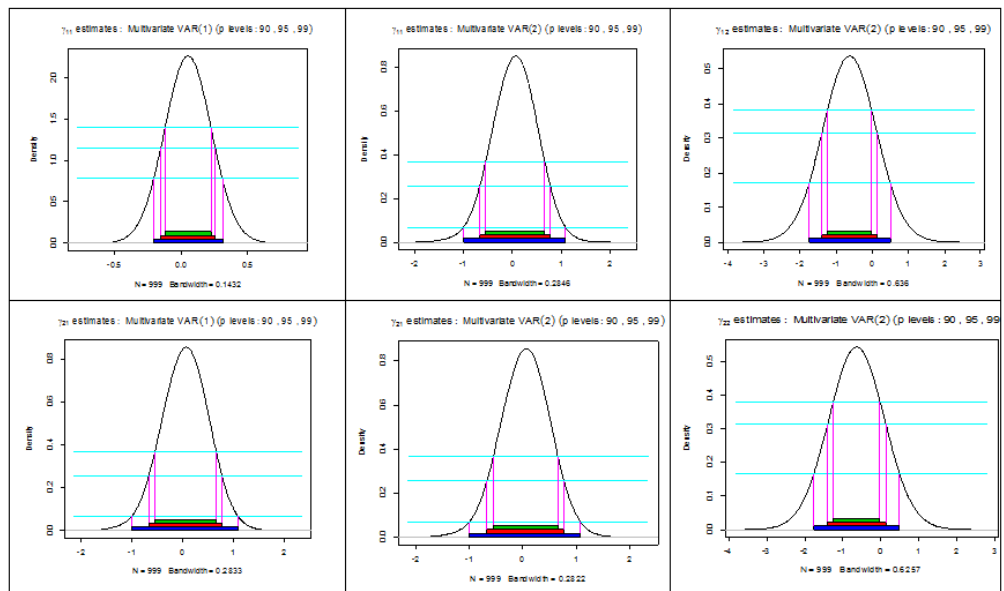 γ11 estimates : Multivariate VAR(1) (p levels : 90 , 95 , 99)
Density
0.0 0.5 1.0 1.5 2.0
-0.5 0.0 0.5
N = 999 Bandwidth = 0.1432
γ11 estimates : Multivariate VAR(2) (p levels : 90 , 95 , 99)
Density
0.0 0.2 0.4 0.6 0.8
-2 -1 0 1 2
N = 999 Bandwidth = 0.2846
γ12 estimates : Multivariate VAR(2) (p levels : 90 , 95 , 99)
Density
0.0 0.1 0.2 0.3 0.4 0.5
-4 -3 -2 -1 0 1 2 3
N = 999 Bandwidth = 0.636
γ21 estimates : Multivariate VAR(1) (p levels : 90 , 95 , 99)
Density
0.0 0.2 0.4 0.6 0.8
-2 -1 0 1 2
N = 999 Bandwidth = 0.2833
γ21 estimates : Multivariate VAR(2) (p levels : 90 , 95 , 99)
Density
0.0 0.2 0.4 0.6 0.8
-2 -1 0 1 2
N = 999 Bandwidth = 0.2822
γ22 estimates : Multivariate VAR(2) (p levels : 90 , 95 , 99
Density
0.0 0.1 0.2 0.3 0.4 0.5
-4 -3 -2 -1 0 1 2 3
N = 999 Bandwidth = 0.6257